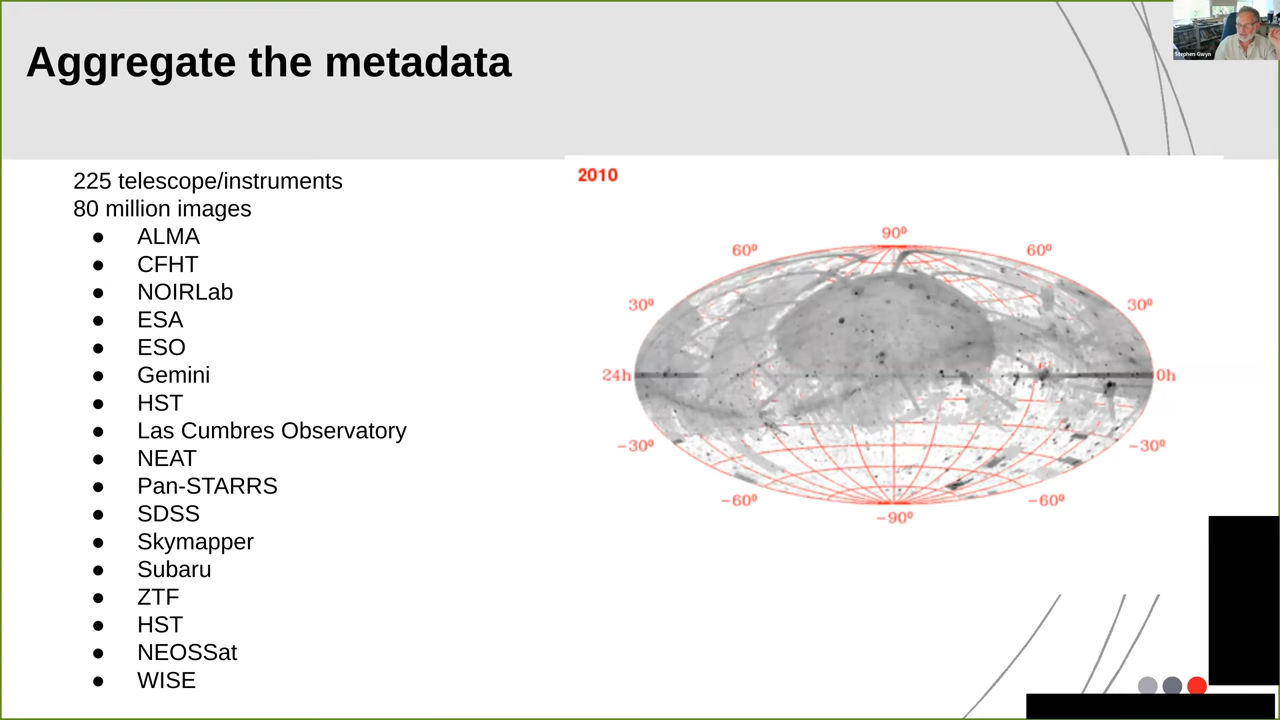 Aggregate the metadata
Stephen Gwyn
225 telescope/instruments
80 million images
● ALMA
● CFHT
● NOIRLab
● ESA
● ESO
● Gemini
● HST
● Las Cumbres Observatory
● NEAT
● Pan-STARRS
● SDSS
● Skymapper
● Subaru
● ZTF
● HST
● NEOSSat
● WISE
2010
90º
60º 60º
30º 30º
24h 0h
−30º −30º
−60º −60º
−90º